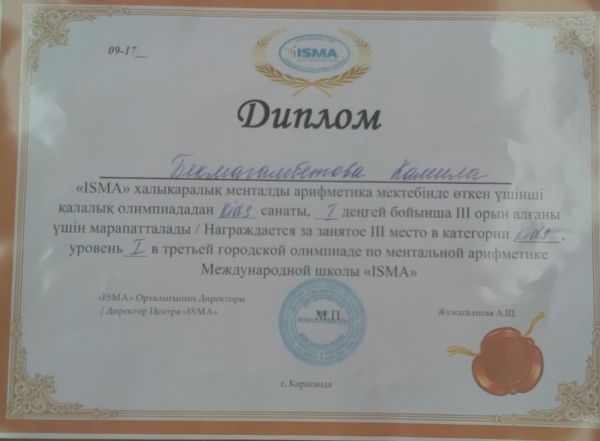 ISMA
09-17__
Диплом
Бекмагамбетова Камила
«ISMA» халықаралық менталды арифметика мектебінде өткен үшінші
қалалық олимпиададан Kids санаты, I деңгей бойынша III орын алғаны
үшін марапатталады / Награждается за занятое III место в категории Kids,
уровень I в третьей городской олимпиаде по ментальной арифметике
Международной школы «ISMA»
«ISMA» Орталығының Директоры
/ Директор Центра «ISMA»
М.П.
Жумагалиева А.Ш.
г. Караганда